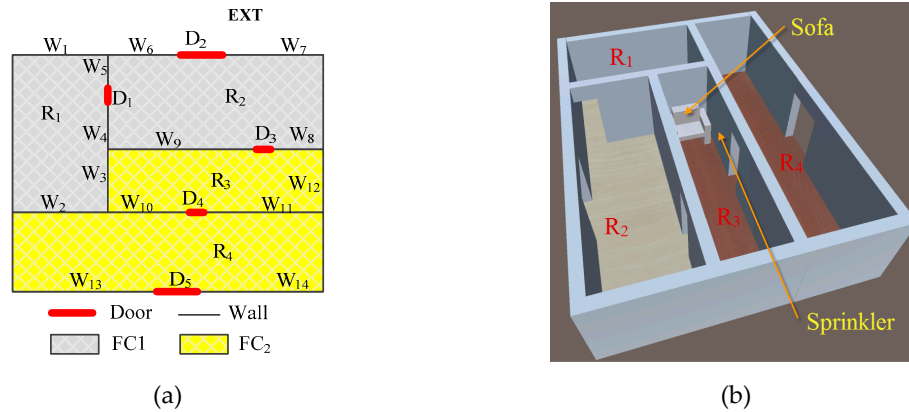 EXT
W₁ W₆ D₂ W₇
W₅
R₂
D₁
R₁
W₄ W₉ D₃ W₈
W₃ R₃ W₁₂
W₂ W₁₀ D₄ W₁₁
R₄
W₁₃ D₅ W₁₄
Door Wall
FC1 FC₂
(a)
Sofa
R₁
R₂
R₃
R₄
Sprinkler
(b)